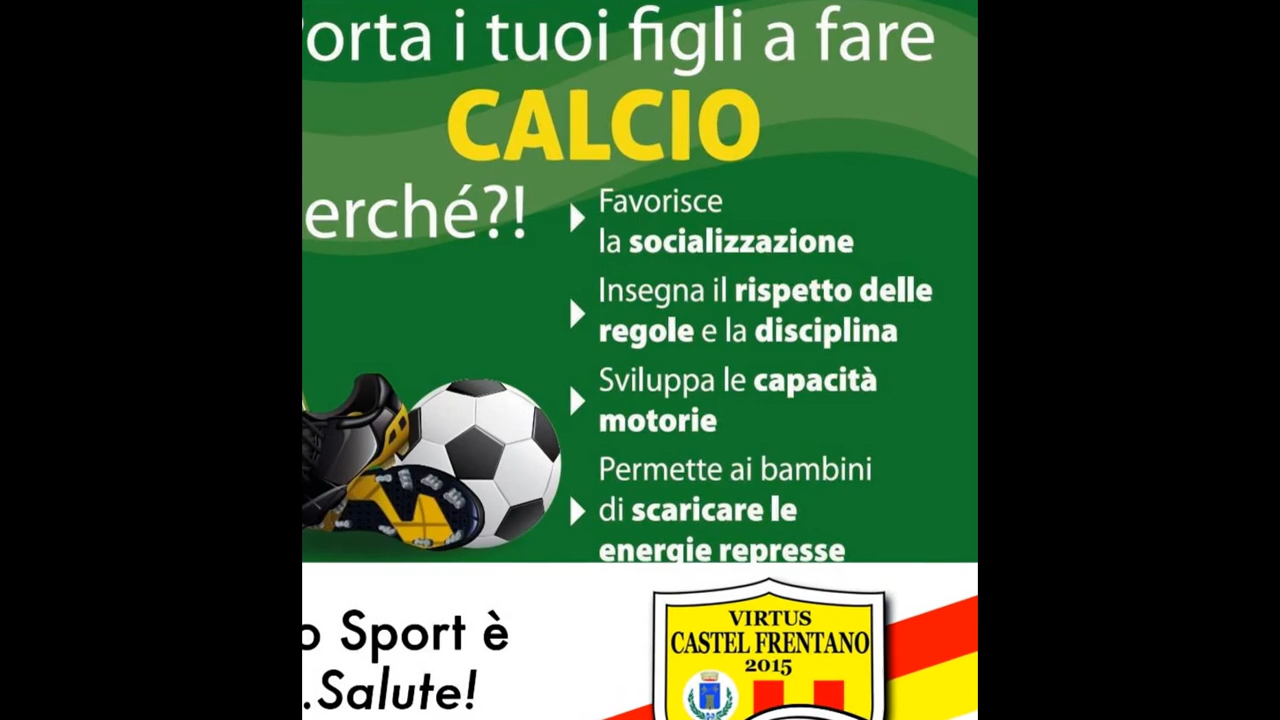 Porta i tuoi figli a fare
CALCIO
erché?!
Favorisce
la socializzazione
Insegna il rispetto delle
regole e la disciplina
Sviluppa le capacità
motorie
Permette ai bambini
di scaricare le
energie represse
o Sport è
.Salute!
VIRTUS
CASTEL FRENTANO
2015